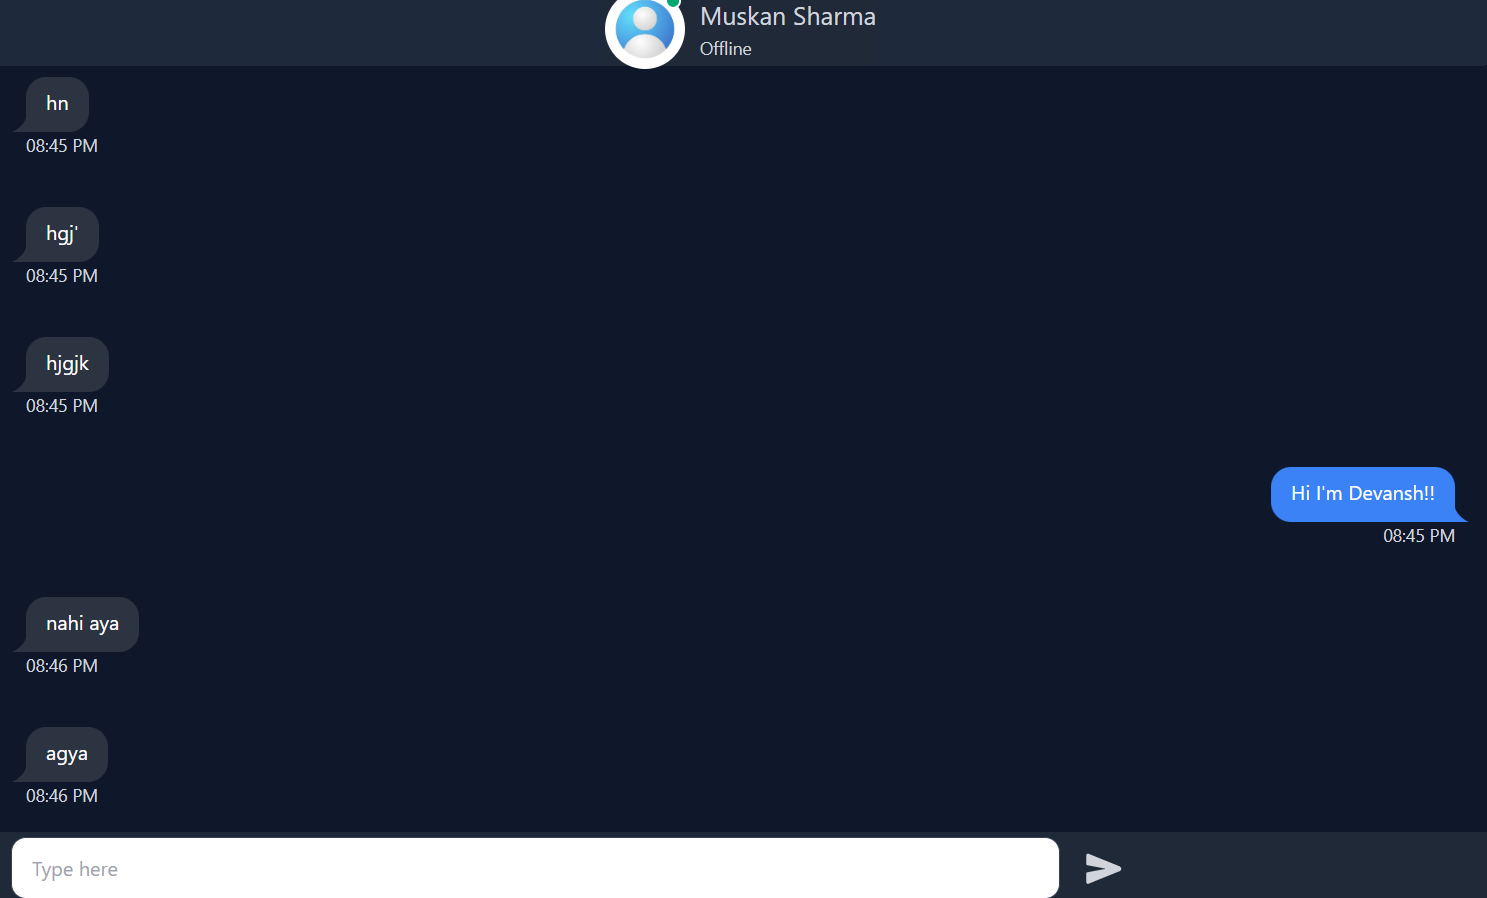 Muskan Sharma
Offline
hn
08:45 PM
hgj'
08:45 PM
hjgjk
08:45 PM
Hi I'm Devansh!!
08:45 PM
nahi aya
08:46 PM
agya
08:46 PM
Type here